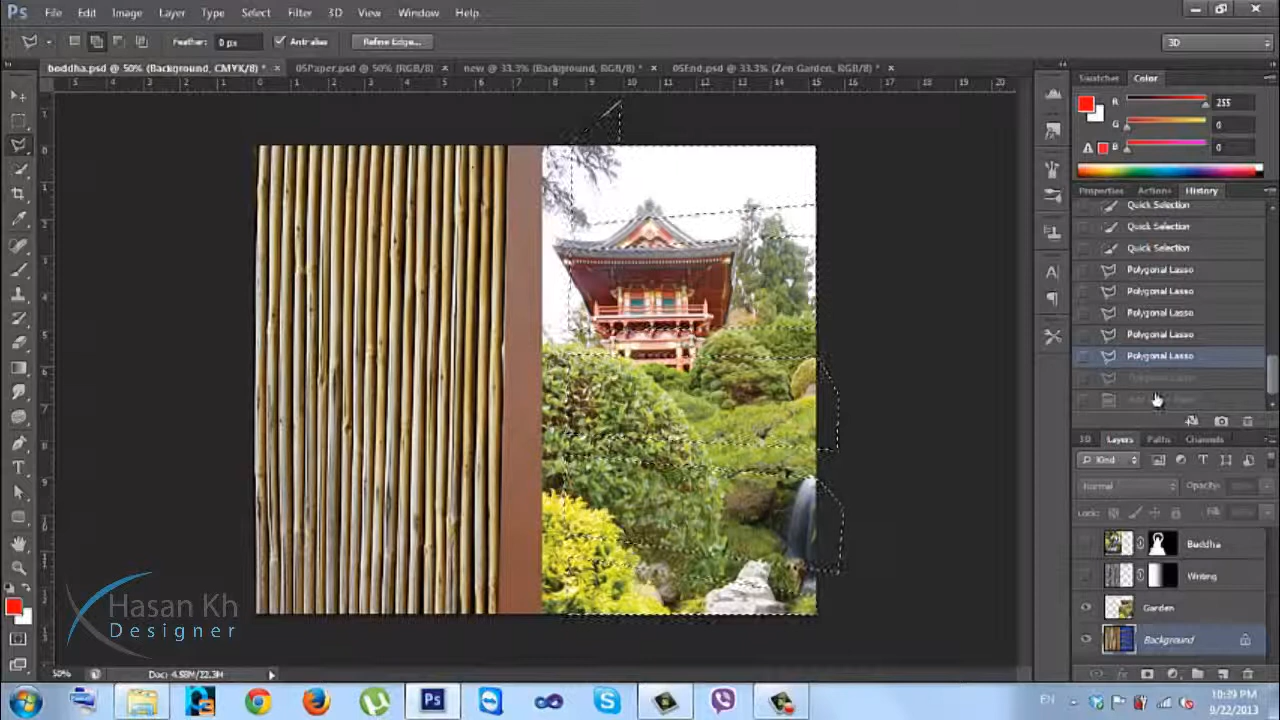 Ps File Edit Image Layer Type Select Filter 3D View Window Help
Feather: 0 px Anti-alias Refine Edge... 3D
boddha.psd @ 50% (Background, CMYK/8) * × 05Paper.psd @ 50% (RGB/8) × new @ 33.3% (Background, RGB/8) * × 05End.psd @ 33.3% (Zen Garden, RGB/8) * ×
Swatches Color
R 255
G 0
B 0
Properties Actions History
Quick Selection
Quick Selection
Quick Selection
Polygonal Lasso
Polygonal Lasso
Polygonal Lasso
Polygonal Lasso
Polygonal Lasso
3D Layers Paths Channels
Kind
Normal Opacity:
Lock: Fill:
Buddha
Writing
Garden
Background
Hasan Kh
Designer
50% Doc: 4.58M/22.3M
EN 10:39 PM
9/22/2013